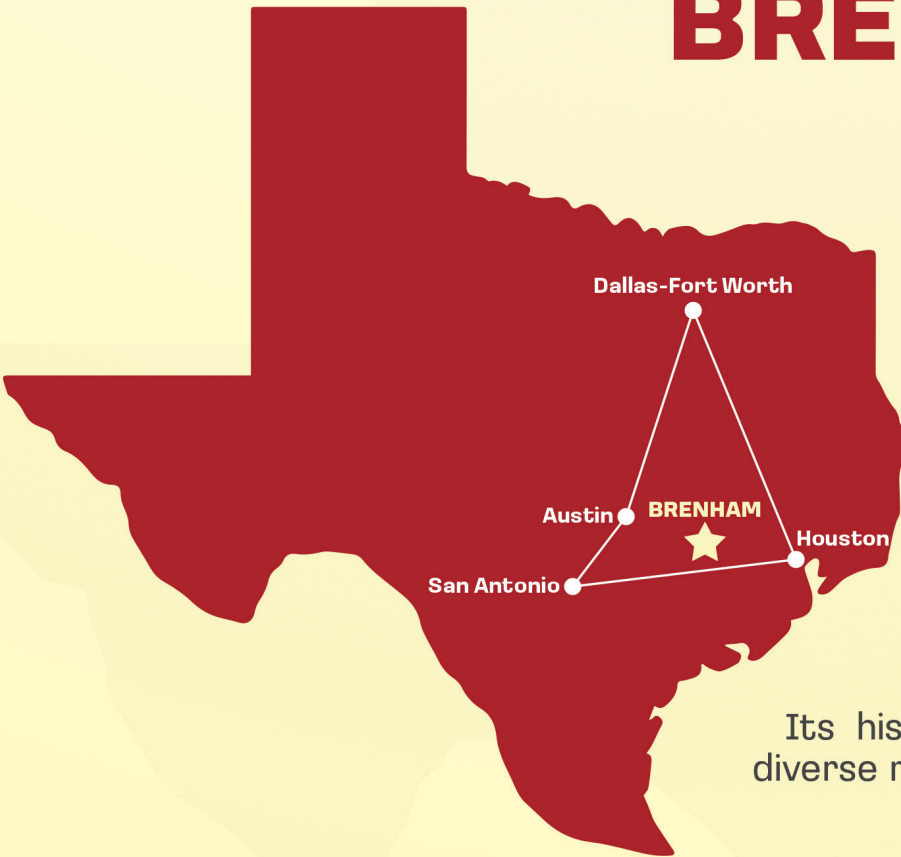 BRE
Dallas-Fort Worth
Austin
BRENHAM
Houston
San Antonio
Its his
diverse